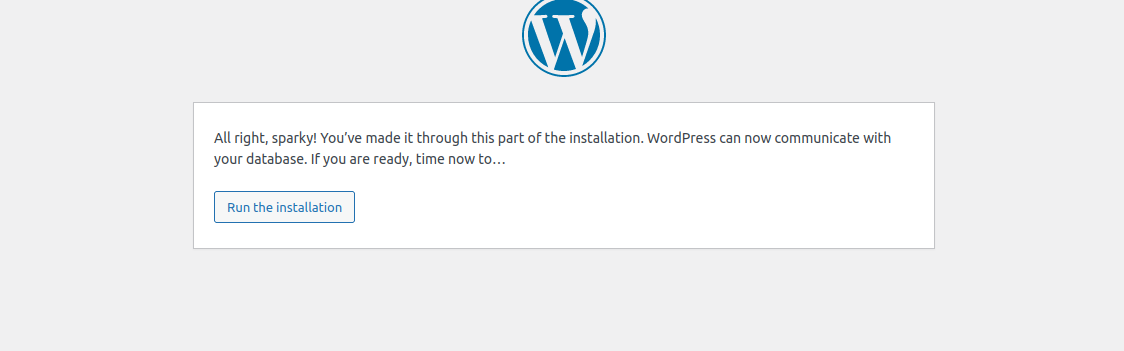 All right, sparky! You’ve made it through this part of the installation. WordPress can now communicate with
your database. If you are ready, time now to…
Run the installation